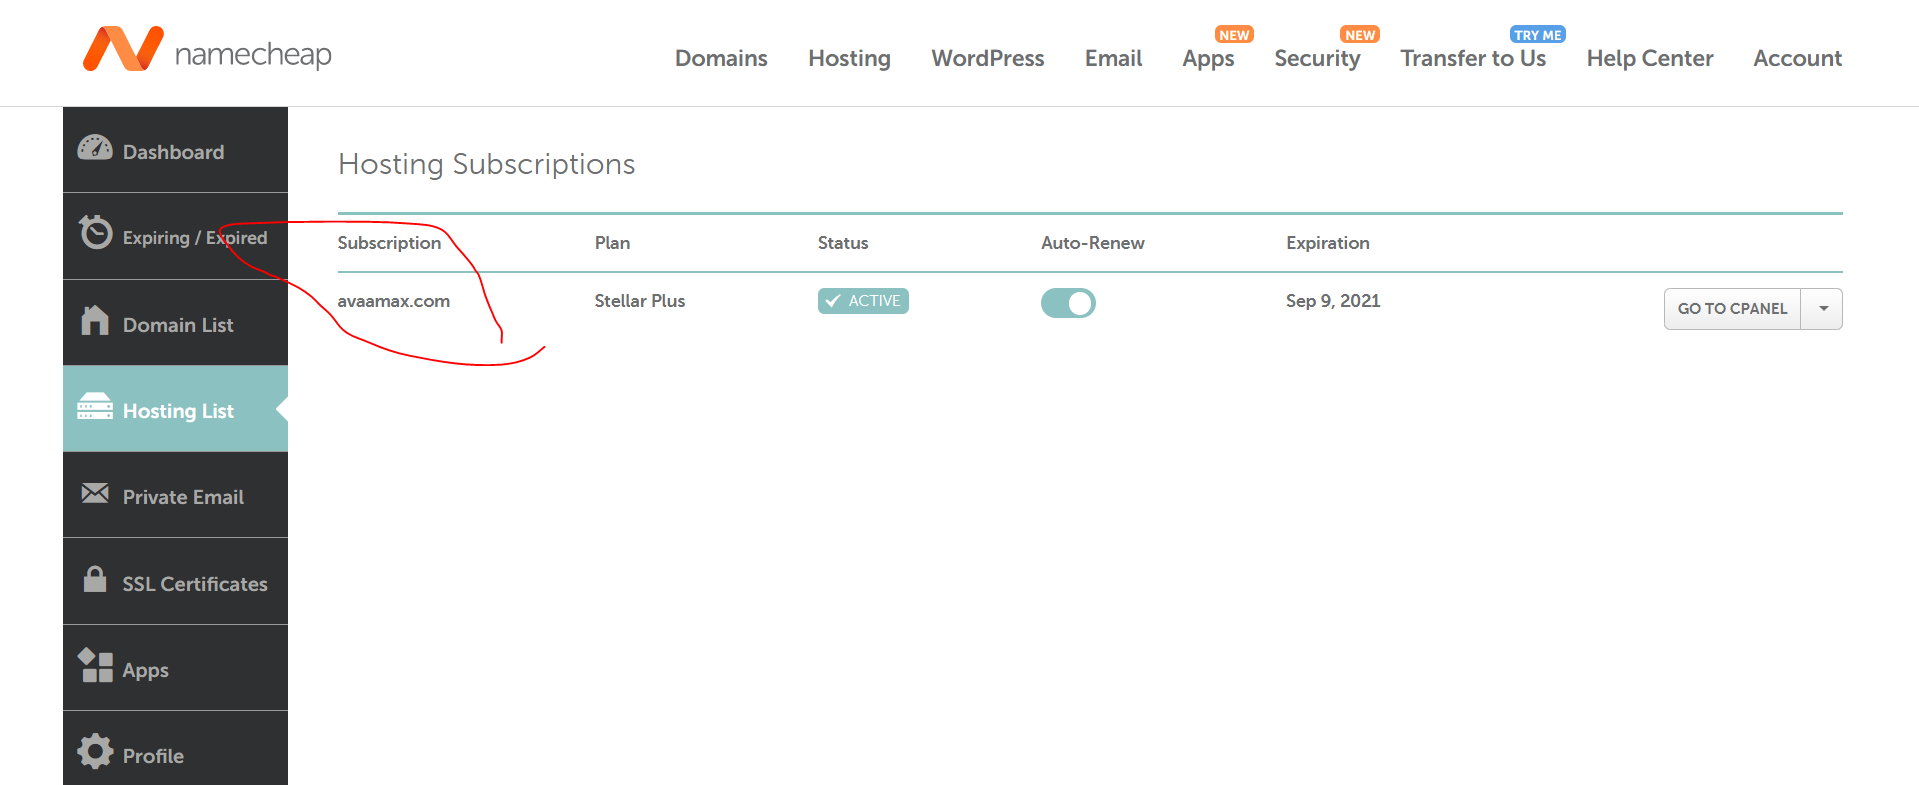 namecheap
NEW NEW TRY ME
Domains Hosting WordPress Email Apps Security Transfer to Us Help Center Account
Dashboard
Expiring / Expired
Domain List
Hosting List
Private Email
SSL Certificates
Apps
Profile
Hosting Subscriptions
Subscription Plan Status Auto-Renew Expiration
avaamax.com Stellar Plus ACTIVE Sep 9, 2021 GO TO CPANEL